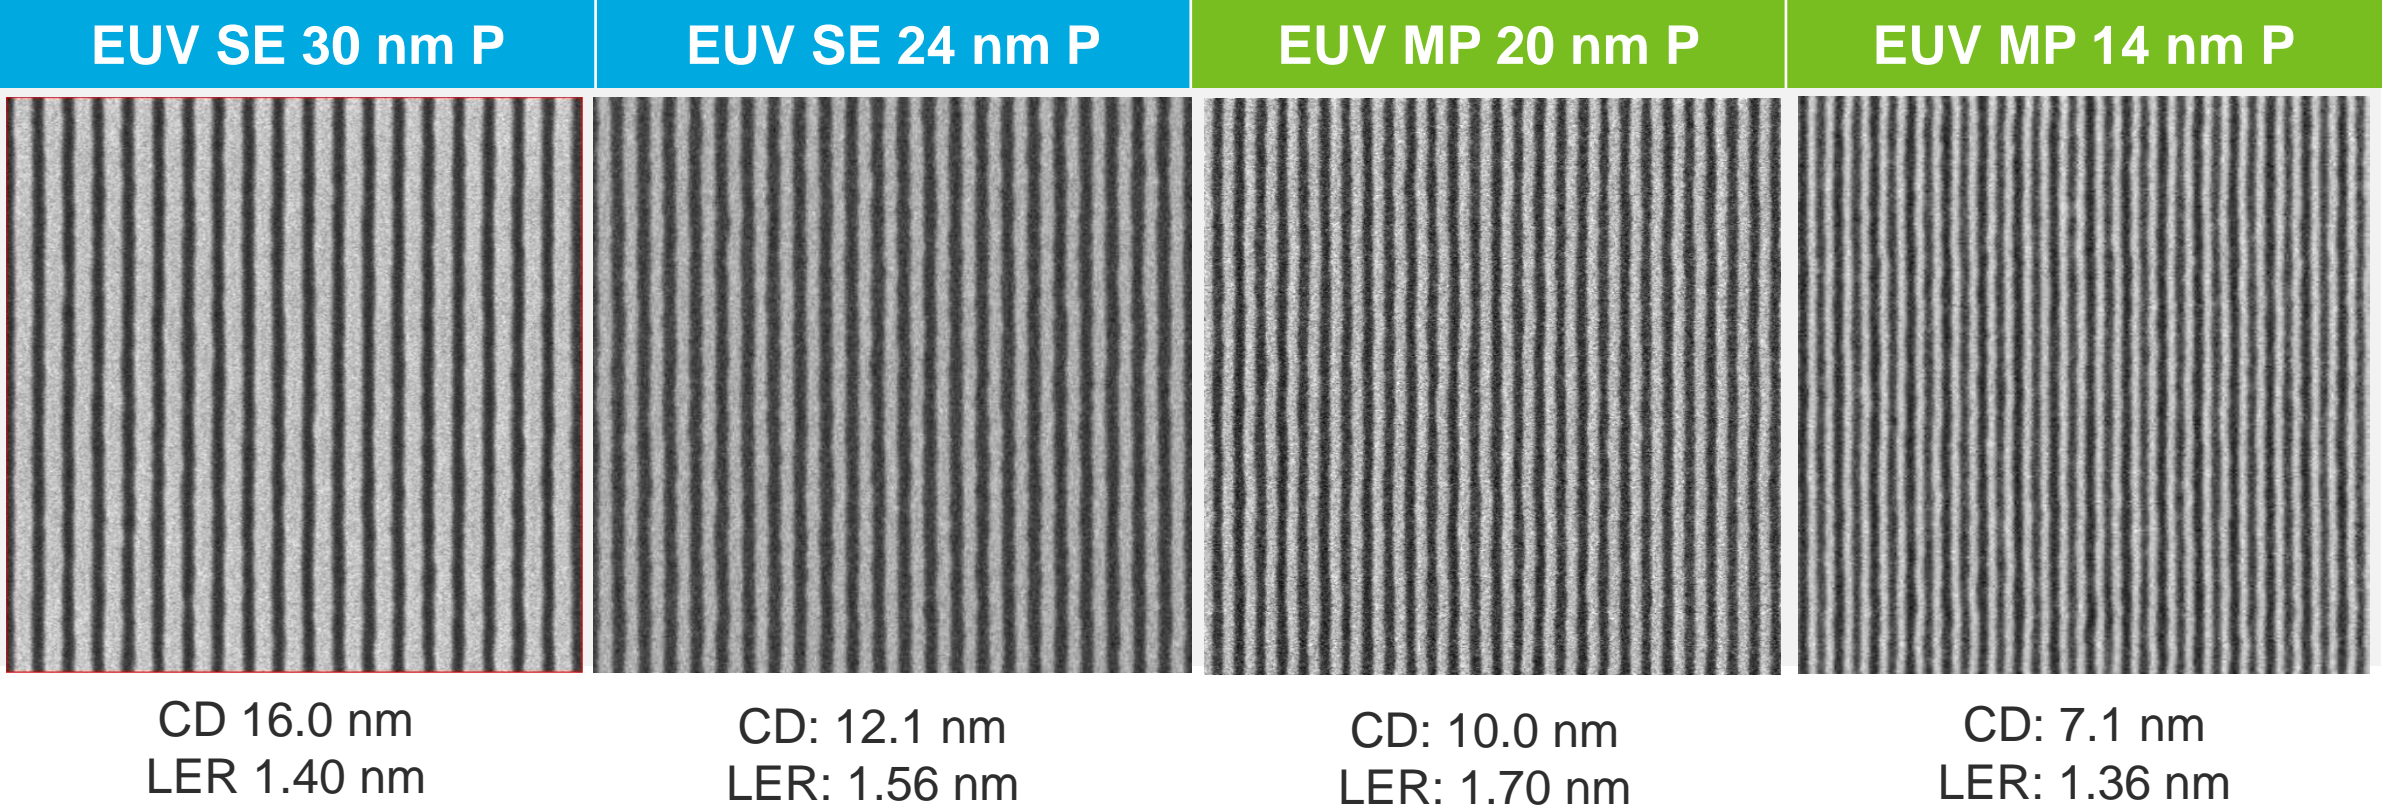 EUV SE 30 nm P
EUV SE 24 nm P
EUV MP 20 nm P
EUV MP 14 nm P
CD 16.0 nm
LER 1.40 nm
CD: 12.1 nm
LER: 1.56 nm
CD: 10.0 nm
LER: 1.70 nm
CD: 7.1 nm
LER: 1.36 nm